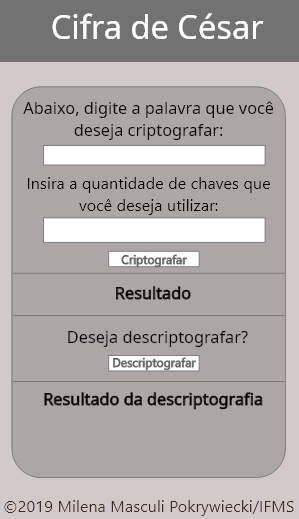 Cifra de César
Abaixo, digite a palavra que você
deseja criptografar:
Insira a quantidade de chaves que
você deseja utilizar:
Criptografar
Resultado
Deseja descriptografar?
Descriptografar
Resultado da descriptografia
©2019 Milena Masculi Pokrywiecki/IFMS